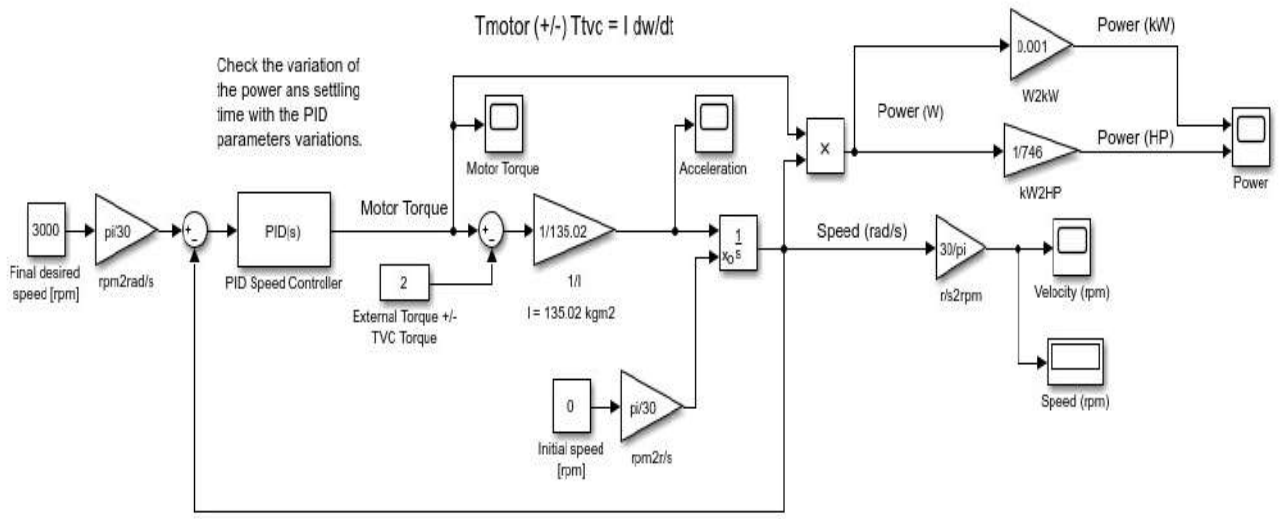 Tmotor (+/-) Ttvc = I dw/dt
Check the variation of
the power ans settling
time with the PID
parameters variations.
0.001
W2kW
Power (kW)
Power (W)
1/746
kW2HP
Power (HP)
Power
Motor Torque
Acceleration
×
3000
Final desired
speed [rpm]
pi/30
rpm2rad/s
+
-
PID(s)
PID Speed Controller
Motor Torque
+
-
2
External Torque +/-
TVC Torque
1/135.02
1/I
I = 135.02 kgm2
1
s
xo
Speed (rad/s)
30/pi
r/s2rpm
Velocity (rpm)
Speed (rpm)
0
Initial speed
[rpm]
pi/30
rpm2r/s